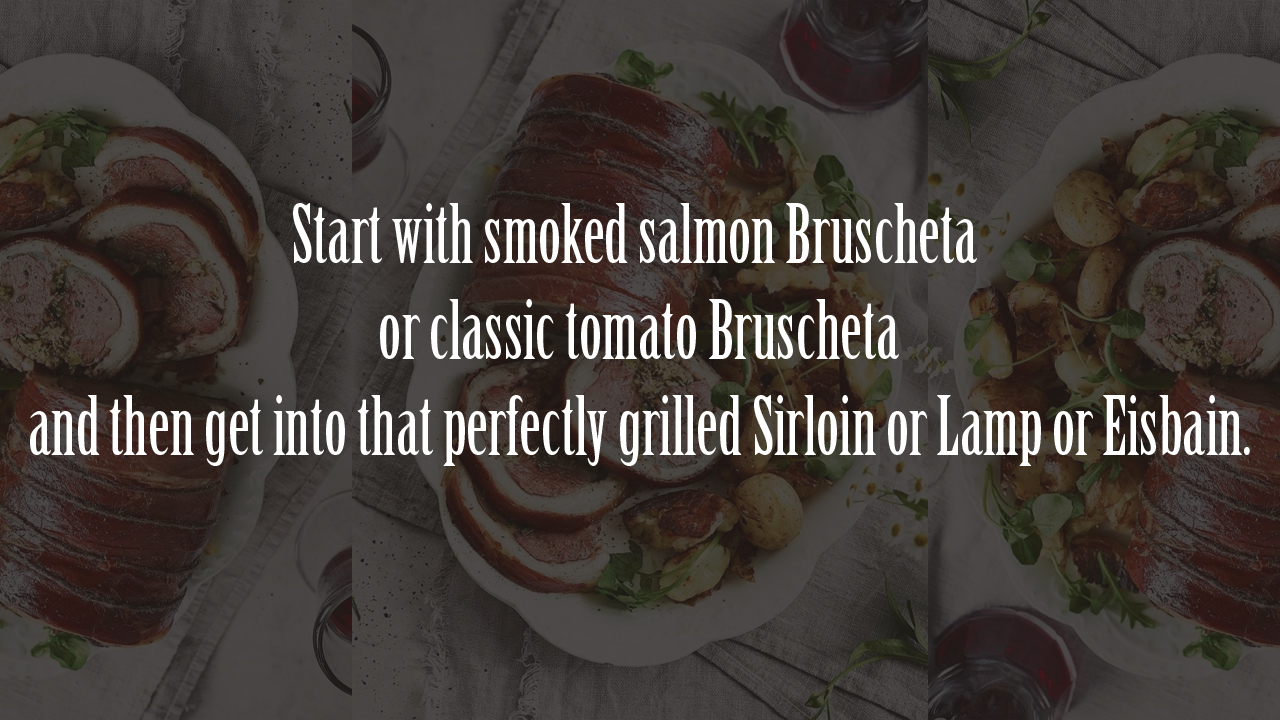 Start with smoked salmon Bruscheta
or classic tomato Bruscheta
and then get into that perfectly grilled Sirloin or Lamp or Eisbain.